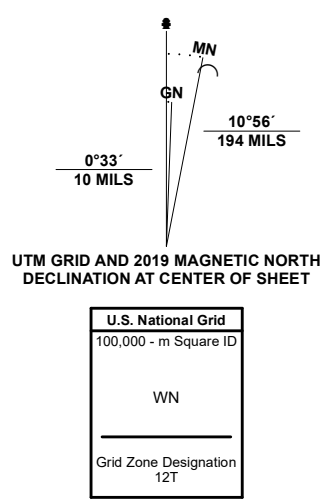 MN
GN
10°56´
194 MILS
0°33´
10 MILS
UTM GRID AND 2019 MAGNETIC NORTH
DECLINATION AT CENTER OF SHEET
U.S. National Grid
100,000 - m Square ID
WN
Grid Zone Designation
12T